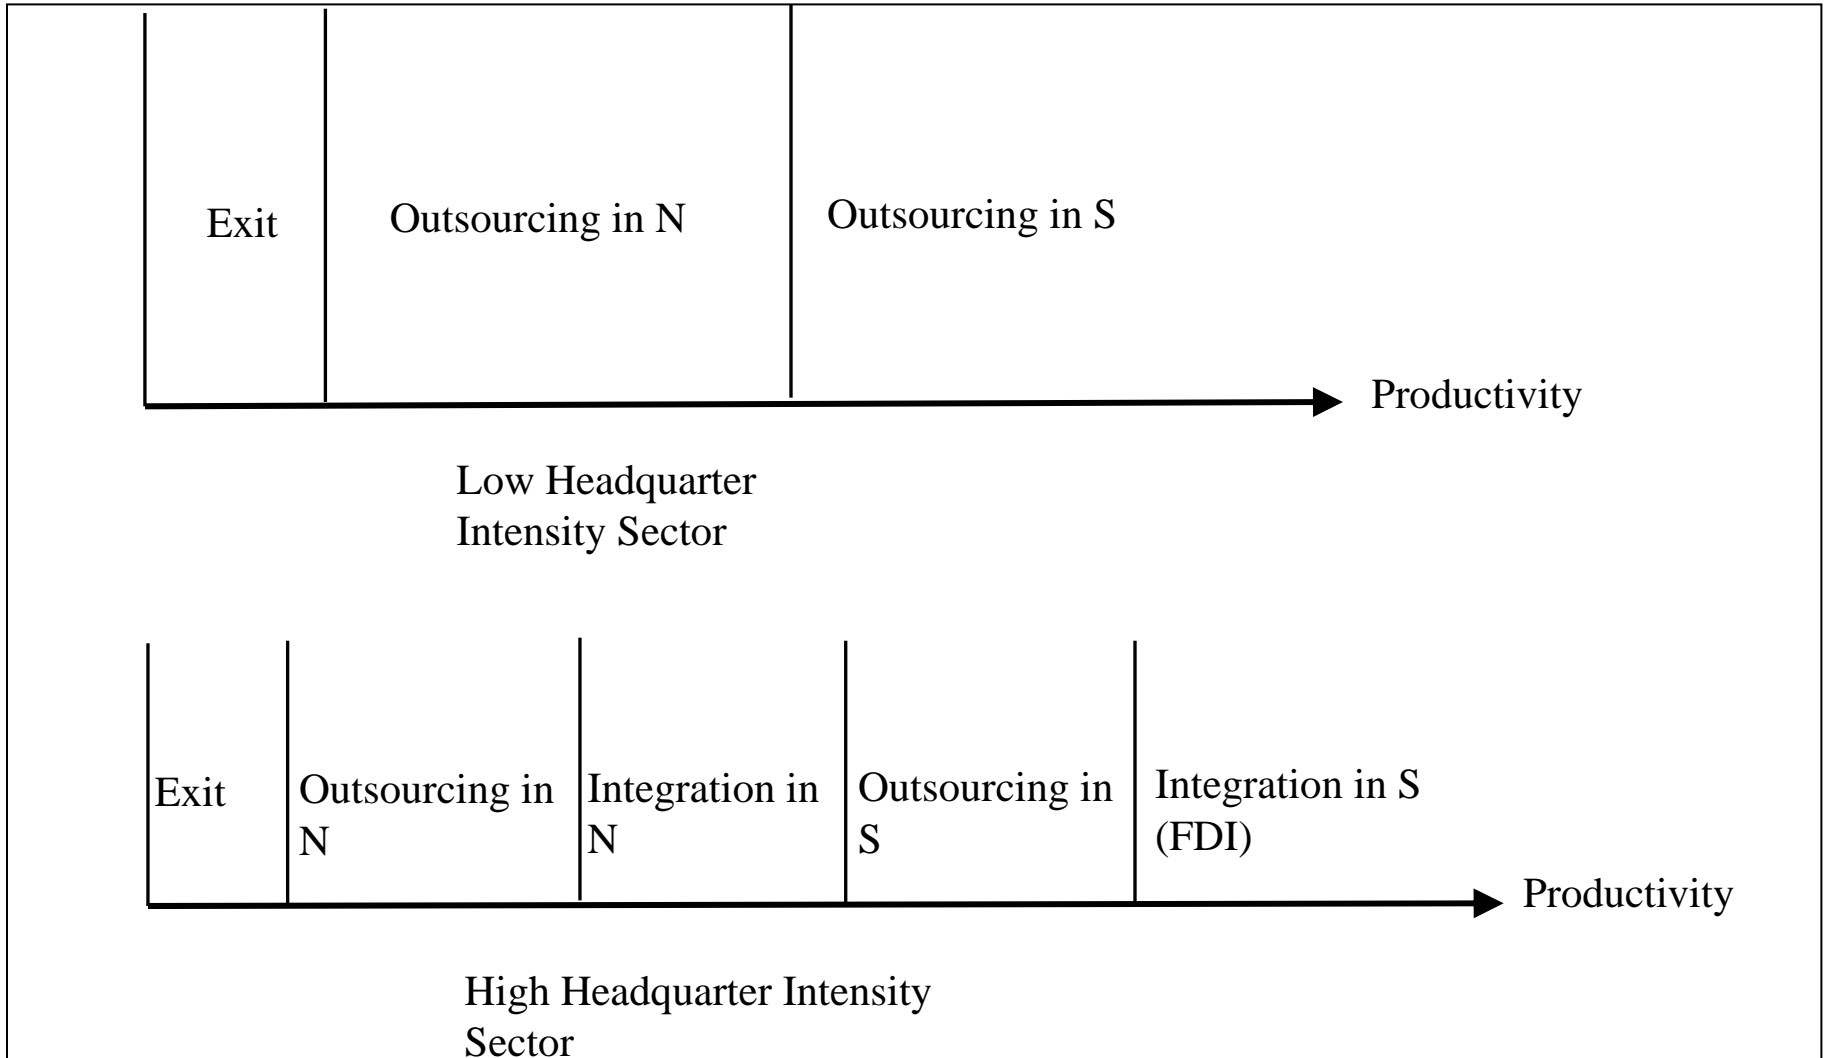 Exit
Outsourcing in N
Outsourcing in S
Productivity
Low Headquarter
Intensity Sector
Exit
Outsourcing in
N
Integration in
N
Outsourcing in
S
Integration in S
(FDI)
Productivity
High Headquarter Intensity
Sector